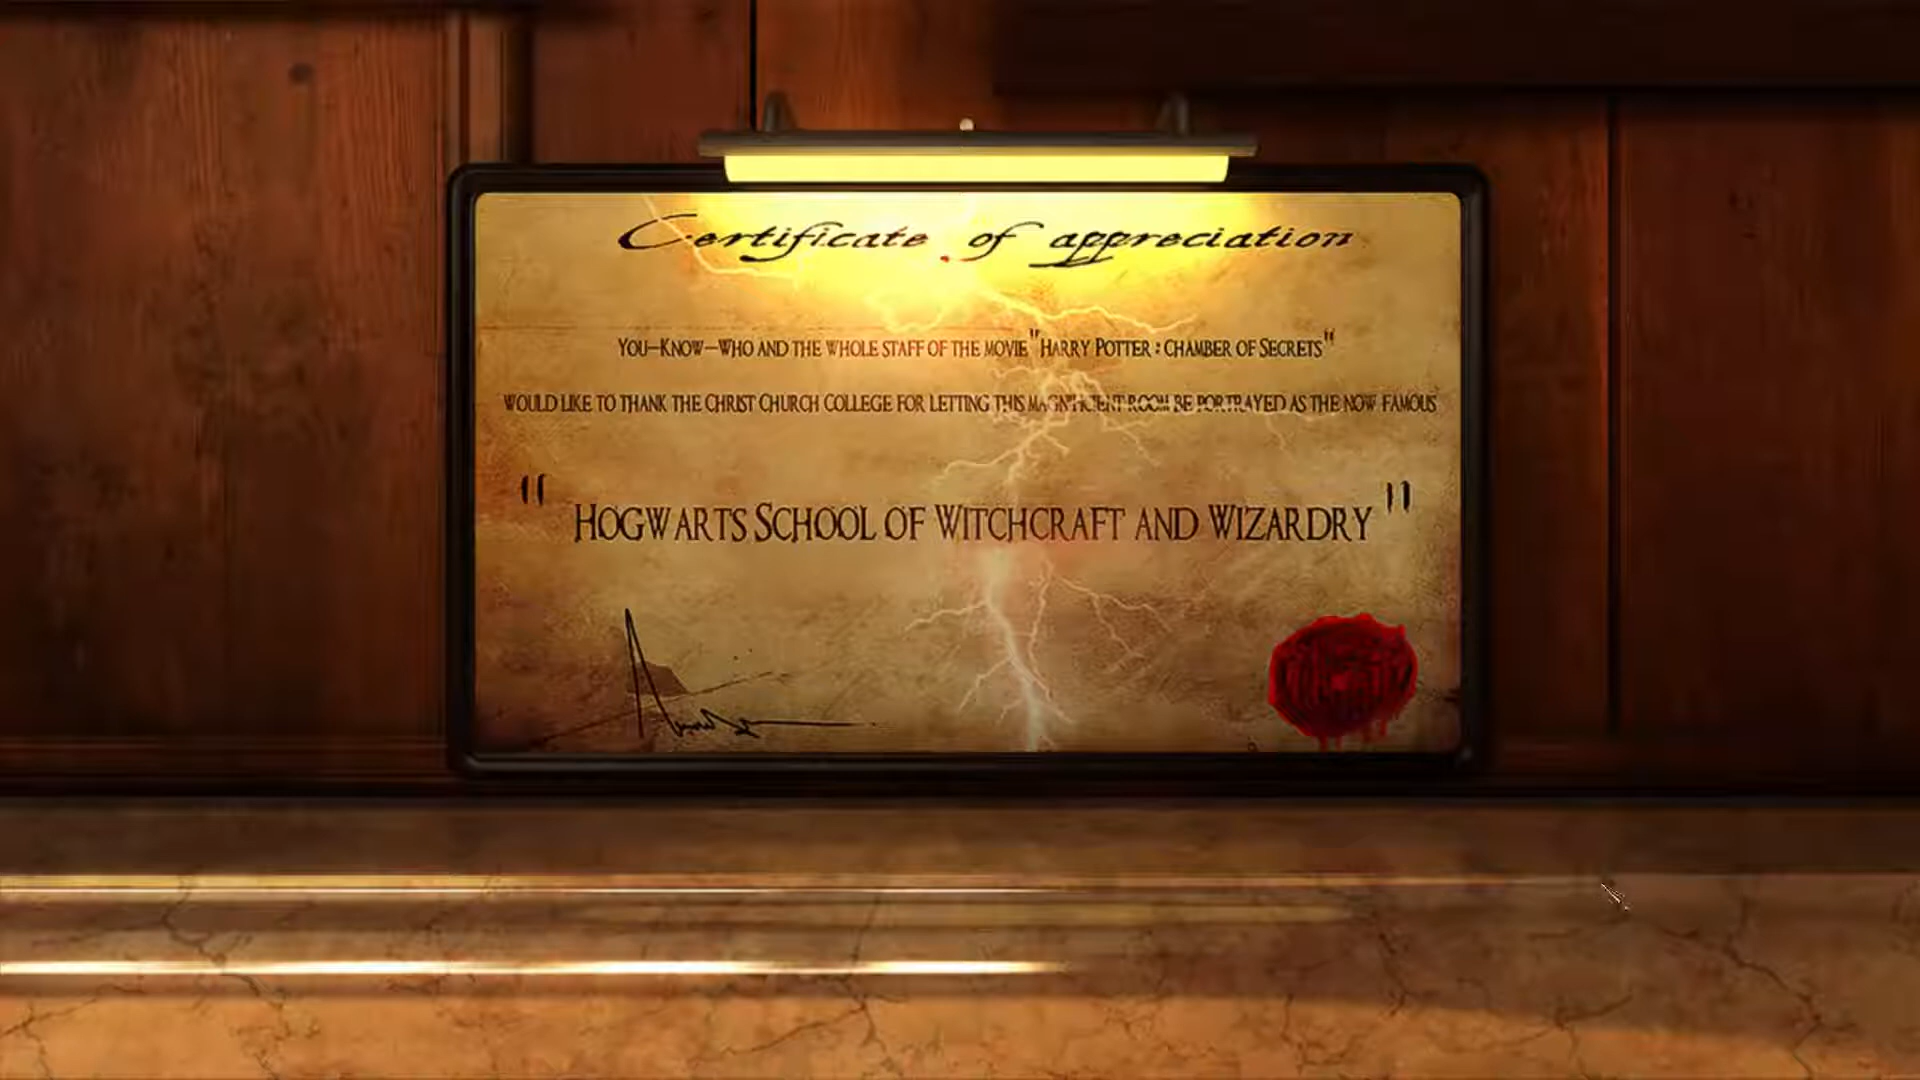 Certificate of appreciation
You-Know-Who and the whole staff of the movie "Harry Potter : Chamber of Secrets"
would like to thank the Christ Church College for letting this magnificient room be portrayed as the now famous
" Hogwarts School of Witchcraft and Wizardry "